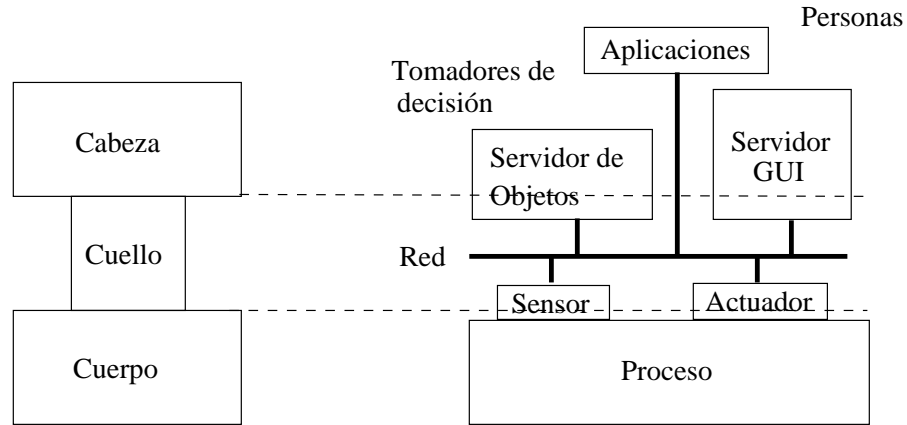 Personas
Aplicaciones
Tomadores de
decisión
Cabeza
Servidor de
Objetos
Servidor
GUI
Cuello
Red
Sensor
Actuador
Cuerpo
Proceso